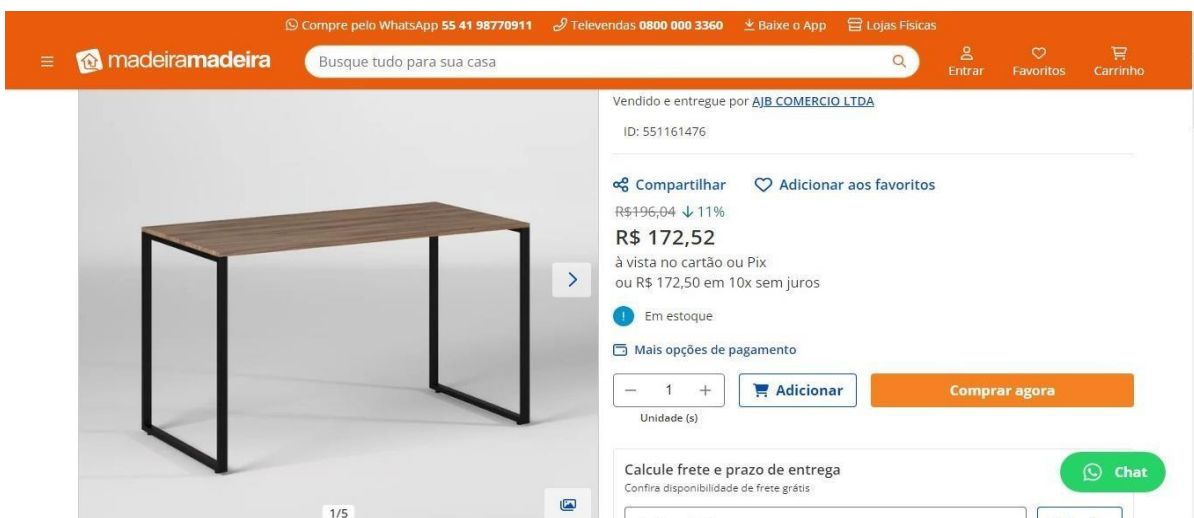 Compre pelo WhatsApp 55 41 98770911 Televendas 0800 000 3360 Baixe o App Lojas Físicas
madeiramadeira Busque tudo para sua casa Entrar Favoritos Carrinho
Vendido e entregue por AJB COMERCIO LTDA
ID: 551161476
Compartilhar Adicionar aos favoritos
R$196,04 ↓ 11%
R$ 172,52
à vista no cartão ou Pix
ou R$ 172,50 em 10x sem juros
Em estoque
Mais opções de pagamento
− 1 + Adicionar Comprar agora
Unidade (s)
Calcule frete e prazo de entrega
Confira disponibilidade de frete grátis
Chat
1/5